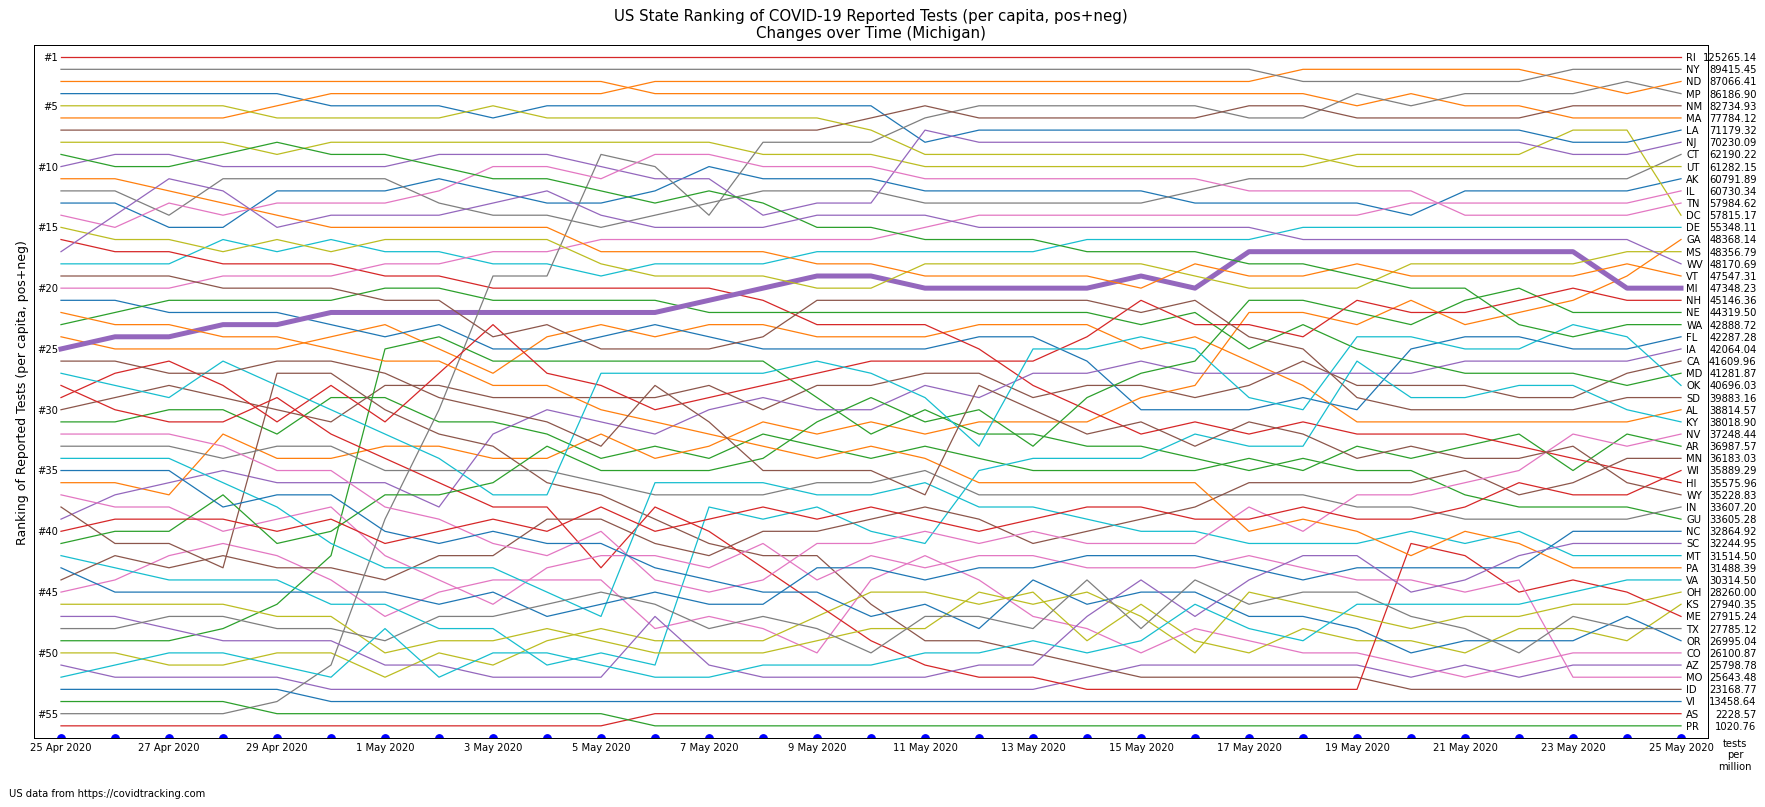 US State Ranking of COVID-19 Reported Tests (per capita, pos+neg)
Changes over Time (Michigan)
Ranking of Reported Tests (per capita, pos+neg)
#1
#5
#10
#15
#20
#25
#30
#35
#40
#45
#50
#55
RI 125265.14
NY 89415.45
ND 87066.41
MP 86186.90
NM 82734.93
MA 77784.12
LA 71179.32
NJ 70230.09
CT 62190.22
UT 61282.15
AK 60791.89
IL 60730.34
TN 57984.62
DC 57815.17
DE 55348.11
GA 48368.14
MS 48356.79
WV 48170.69
VT 47547.31
MI 47348.23
NH 45146.36
NE 44319.50
WA 42888.72
FL 42287.28
IA 42064.04
CA 41609.96
MD 41281.87
OK 40696.03
SD 39883.16
AL 38814.57
KY 38018.90
NV 37248.44
AR 36987.57
MN 36183.03
WI 35889.29
HI 35575.96
WY 35228.83
IN 33607.20
GU 33605.28
NC 32864.92
SC 32244.95
MT 31514.50
PA 31488.39
VA 30314.50
OH 28260.00
KS 27940.35
ME 27915.24
TX 27785.12
OR 26995.04
CO 26100.87
AZ 25798.78
MO 25643.48
ID 23168.77
VI 13458.64
AS 2228.57
PR 1020.76
25 Apr 2020 27 Apr 2020 29 Apr 2020 1 May 2020 3 May 2020 5 May 2020 7 May 2020 9 May 2020 11 May 2020 13 May 2020 15 May 2020 17 May 2020 19 May 2020 21 May 2020 23 May 2020 25 May 2020
tests
per
million
US data from https://covidtracking.com